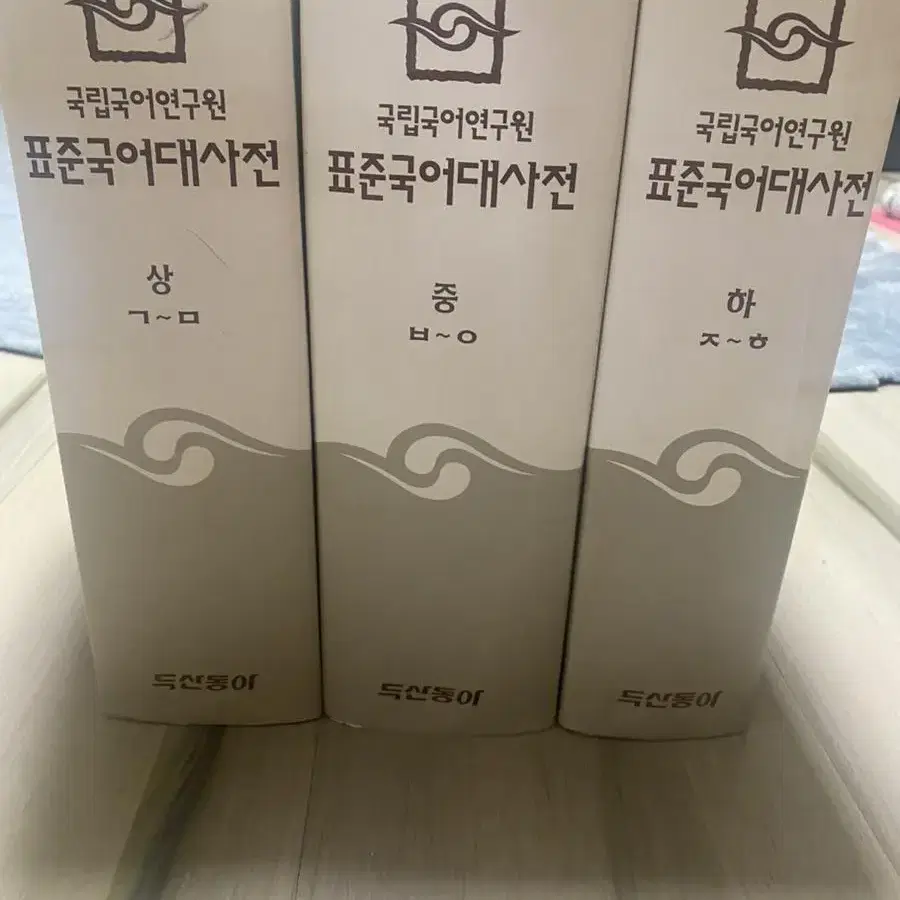 국립국어연구원
표준국어대사전
상
ㄱ~ㅁ
두산동아
국립국어연구원
표준국어대사전
중
ㅂ~ㅇ
두산동아
국립국어연구원
표준국어대사전
하
ㅈ~ㅎ
두산동아